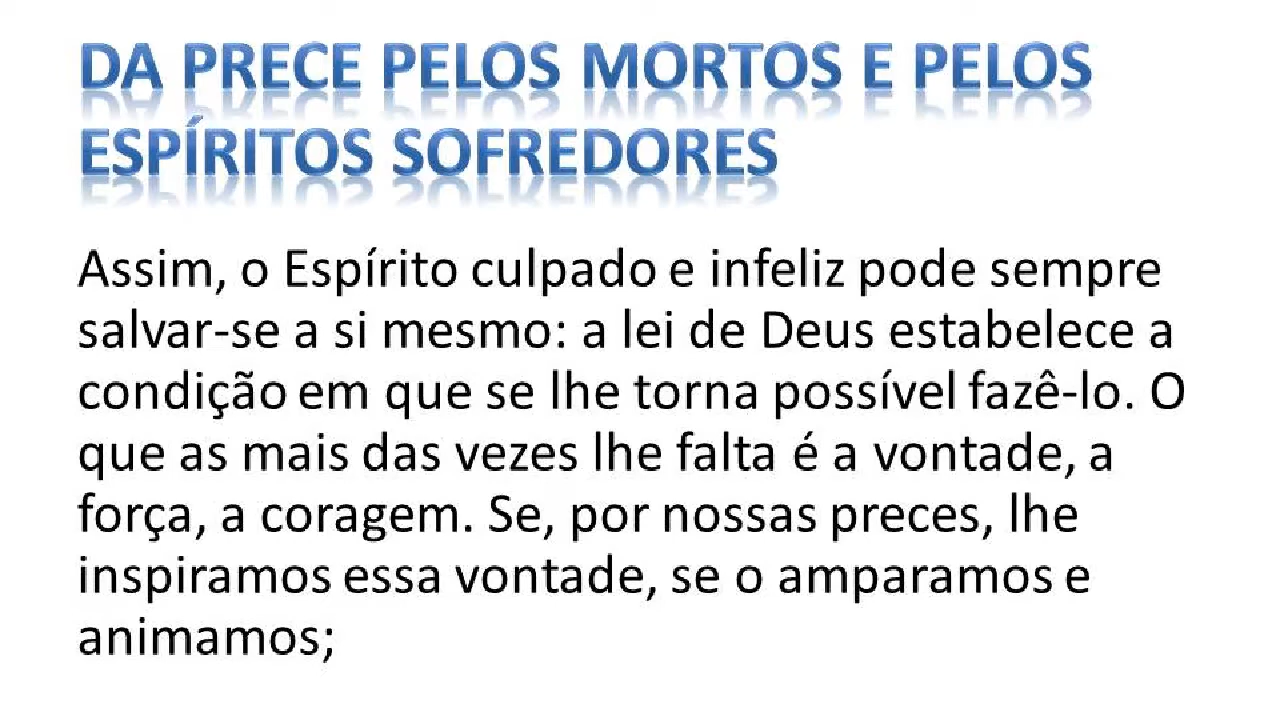 DA PRECE PELOS MORTOS E PELOS
ESPÍRITOS SOFREDORES
Assim, o Espírito culpado e infeliz pode sempre
salvar-se a si mesmo: a lei de Deus estabelece a
condição em que se lhe torna possível fazê-lo. O
que as mais das vezes lhe falta é a vontade, a
força, a coragem. Se, por nossas preces, lhe
inspiramos essa vontade, se o amparamos e
animamos;